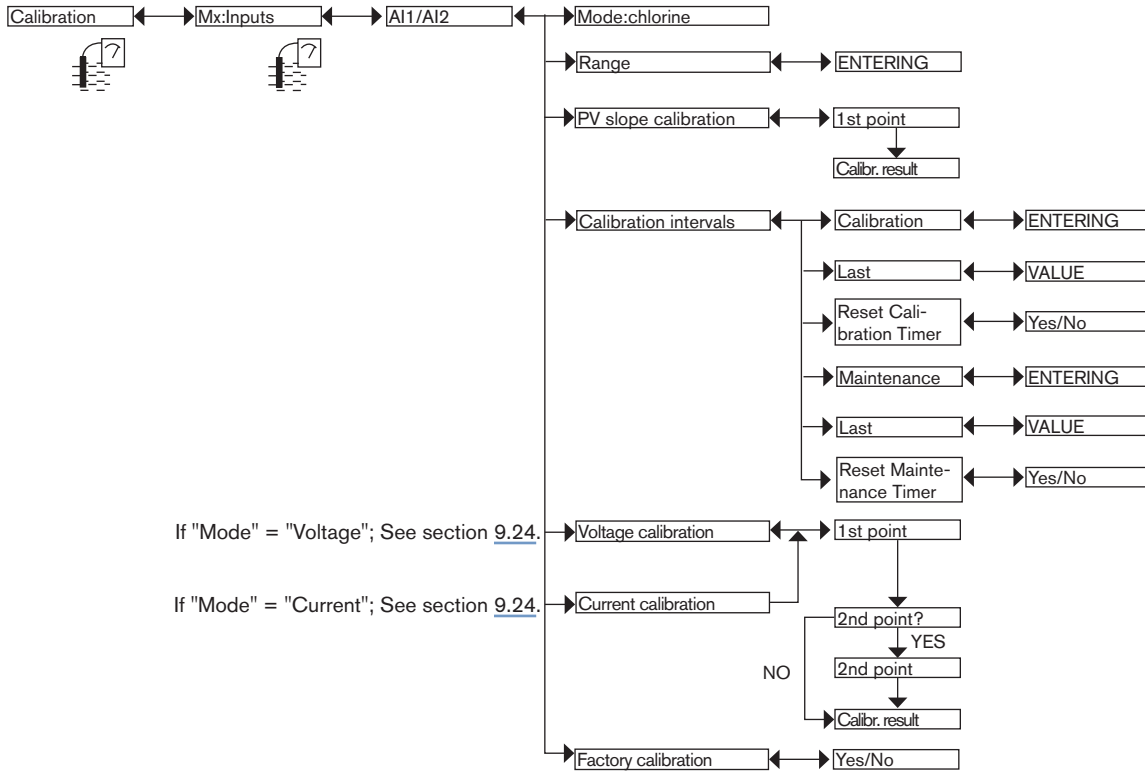 Calibration
Mx:Inputs
AI1/AI2
Mode:chlorine
Range
ENTERING
PV slope calibration
1st point
Calibr. result
Calibration intervals
Calibration
ENTERING
Last
VALUE
Reset Cali-
bration Timer
Yes/No
Maintenance
ENTERING
Last
VALUE
Reset Mainte-
nance Timer
Yes/No
If "Mode" = "Voltage"; See section 9.24.
Voltage calibration
1st point
If "Mode" = "Current"; See section 9.24.
Current calibration
2nd point?
YES
NO
2nd point
Calibr. result
Factory calibration
Yes/No